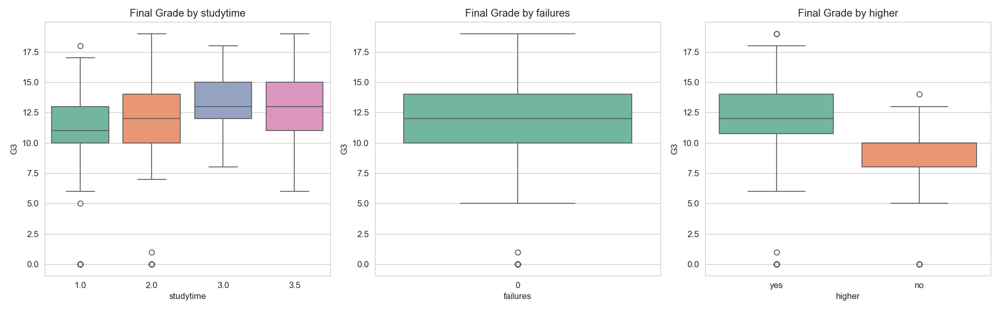 Final Grade by studytime
17.5
15.0
12.5
10.0
7.5
5.0
2.5
0.0
G3
1.0 2.0 3.0 3.5
studytime
Final Grade by failures
17.5
15.0
12.5
10.0
7.5
5.0
2.5
0.0
G3
0
failures
Final Grade by higher
17.5
15.0
12.5
10.0
7.5
5.0
2.5
0.0
G3
yes no
higher